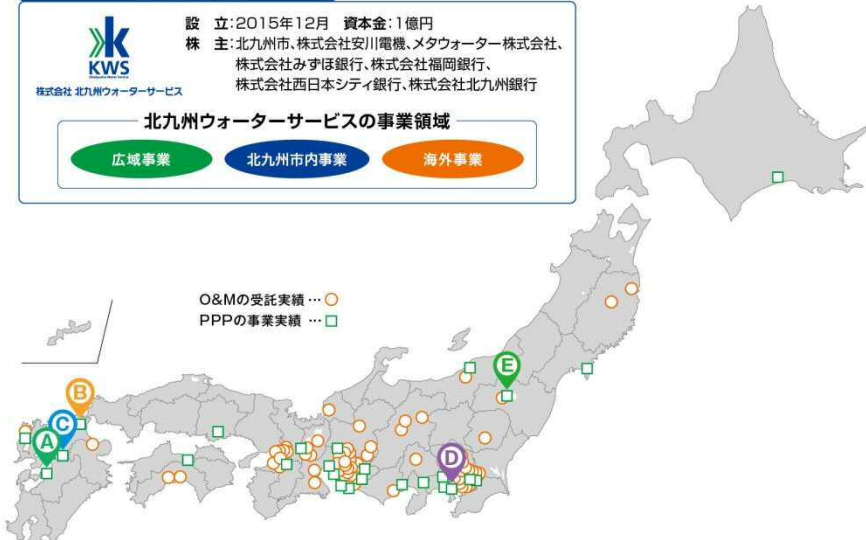 設 立:2015年12月 資本金:1億円
株 主:北九州市、株式会社安川電機、メタウォーター株式会社、
株式会社みずほ銀行、株式会社福岡銀行、
株式会社西日本シティ銀行、株式会社北九州銀行
KWS
株式会社 北九州ウォーターサービス
北九州ウォーターサービスの事業領域
広域事業 北九州市内事業 海外事業
O&Mの受託実績…
PPPの事業実績…
E
B
C
A
D